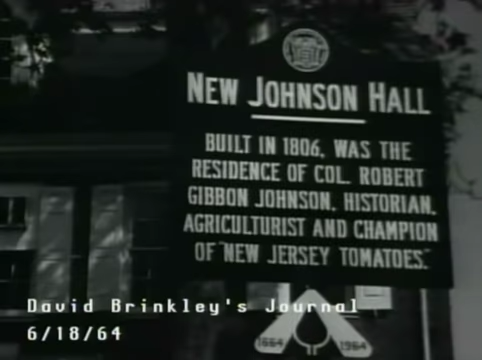 NEW JOHNSON HALL
BUILT IN 1806, WAS THE
RESIDENCE OF COL. ROBERT
GIBBON JOHNSON, HISTORIAN,
AGRICULTURIST AND CHAMPION
OF "NEW JERSEY TOMATOES."
David Brinkley's Journal
6/18/64
1664 1964